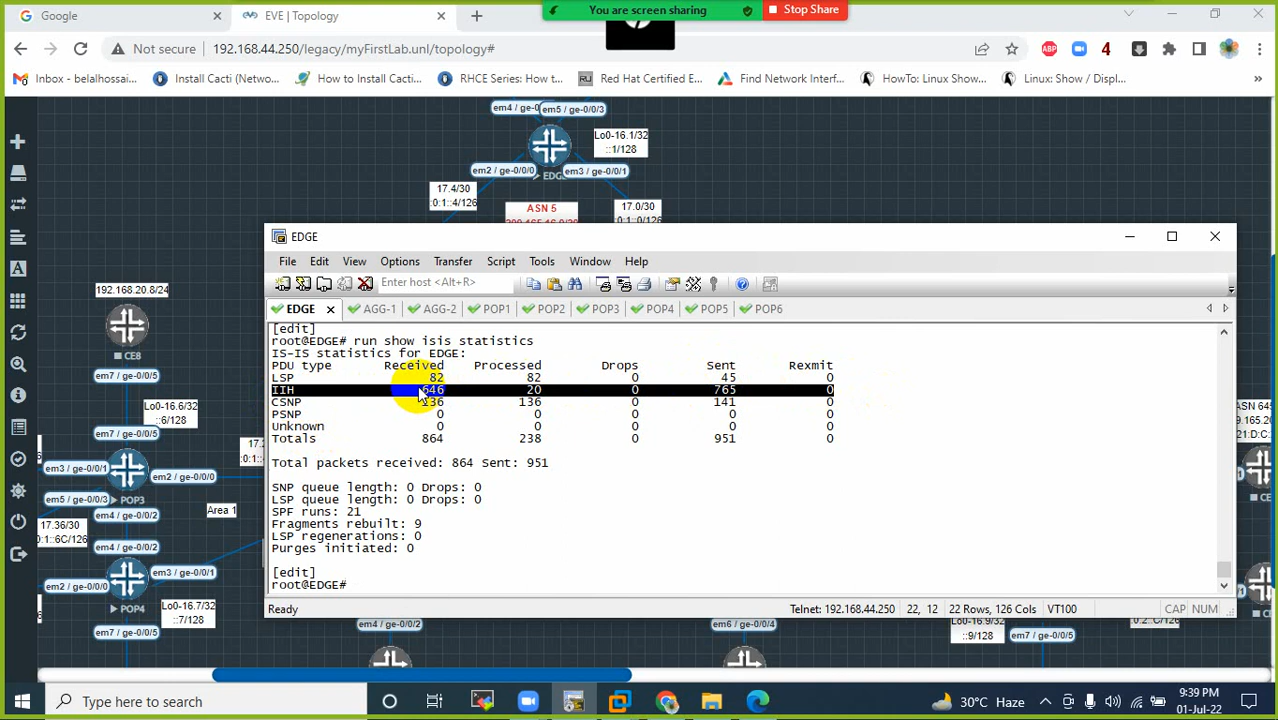 Google
EVE | Topology
You are screen sharing
Stop Share
Not secure
192.168.44.250/legacy/myFirstLab.unl/topology#
ABP
4
Inbox - belalhossai...
Install Cacti (Netwo...
How to Install Cacti...
RHCE Series: How t...
RU
Red Hat Certified E...
Find Network Interf...
HowTo: Linux Show...
Linux: Show / Displ...
»
em5 / ge-0/0/3
Lo0-16.1/32
::1/128
em2 / ge-0/0/0
em3 / ge-0/0/1
17.4/30
:0:1::4/126
ASN 5
17.0/30
:0:1::0/126
EDGE
File Edit View Options Transfer Script Tools Window Help
Enter host <Alt+R>
EDGE
AGG-1
AGG-2
POP1
POP2
POP3
POP4
POP5
POP6
[edit]
root@EDGE# run show isis statistics
IS-IS statistics for EDGE:
PDU type Received Processed Drops Sent Rexmit
LSP 82 82 0 45 0
IIH 646 20 0 765 0
CSNP 136 136 0 141 0
PSNP 0 0 0 0 0
Unknown 0 0 0 0 0
Totals 864 238 0 951 0
Total packets received: 864 Sent: 951
SNP queue length: 0 Drops: 0
LSP queue length: 0 Drops: 0
SPF runs: 21
Fragments rebuilt: 9
LSP regenerations: 0
Purges initiated: 0
[edit]
root@EDGE#
Ready
Telnet: 192.168.44.250
22, 12
22 Rows, 126 Cols
VT100
CAP
NUM
192.168.20.8/24
CE8
em7 / ge-0/0/5
Lo0-16.6/32
::6/128
em7 / ge-0/0/5
em3 / ge-0/0/1
em2 / ge-0/0/0
em5 / ge-0/0/3
POP3
em4 / ge-0/0/2
Area 1
17.36/30
:0:1::6C/126
em4 / ge-0/0/2
em2 / ge-0/0/0
em3 / ge-0/0/1
POP4
Lo0-16.7/32
::7/128
em7 / ge-0/0/5
em4 / ge-0/0/2
em6 / ge-0/0/4
::9/128
em7 / ge-0/0/5
Type here to search
30°C Haze
9:39 PM
01-Jul-22